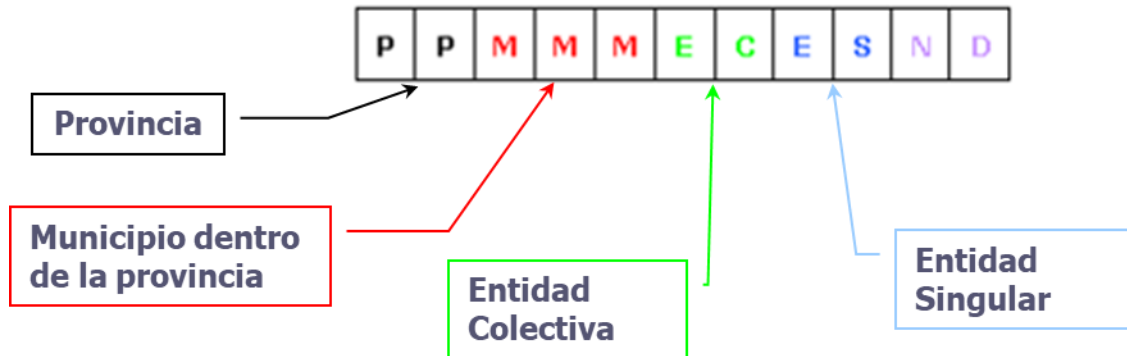 P P M M M E C E S N D
Provincia
Municipio dentro
de la provincia
Entidad
Colectiva
Entidad
Singular